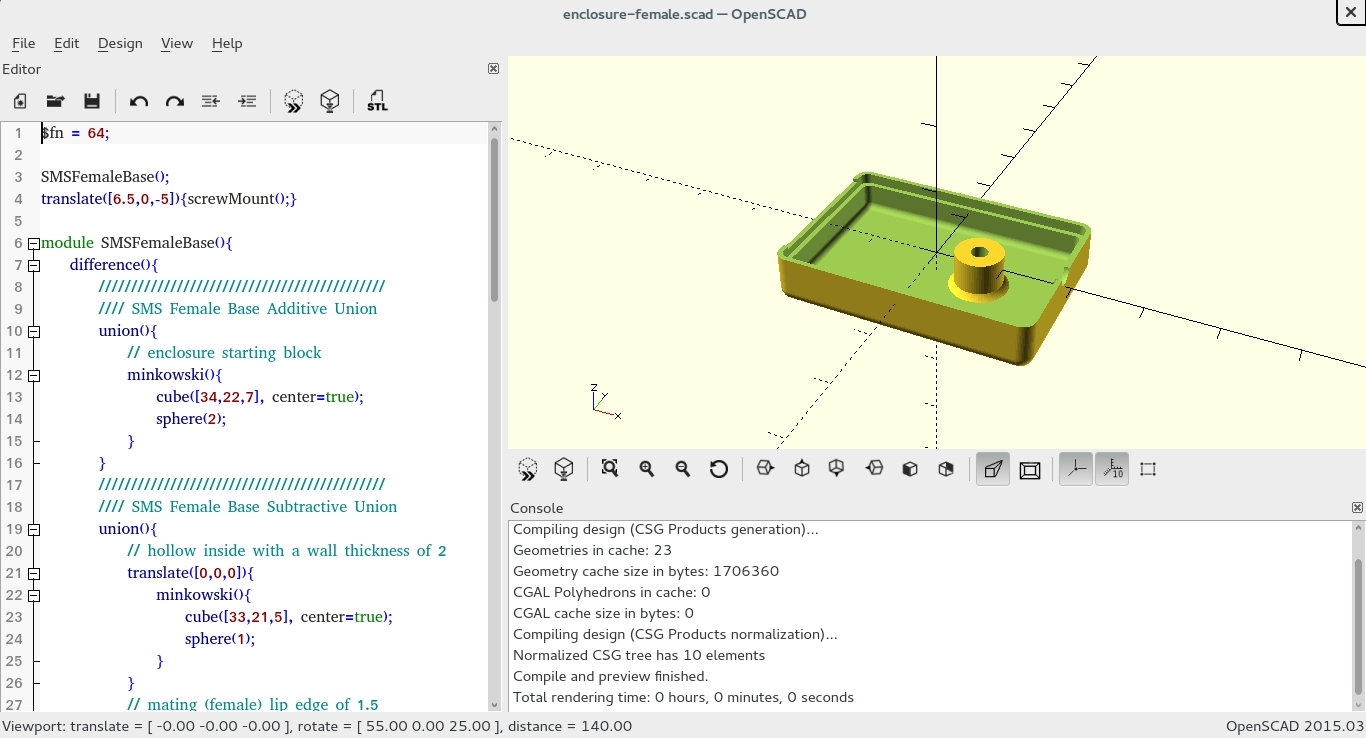 enclosure-female.scad — OpenSCAD
File Edit Design View Help
Editor
STL
1 $fn = 64;
2
3 SMSFemaleBase();
4 translate([6.5,0,-5]){screwMount();}
5
6 module SMSFemaleBase(){
7 difference(){
8 ////////////////////////////////////////////
9 //// SMS Female Base Additive Union
10 union(){
11 // enclosure starting block
12 minkowski(){
13 cube([34,22,7], center=true);
14 sphere(2);
15 }
16 }
17 ////////////////////////////////////////////
18 //// SMS Female Base Subtractive Union
19 union(){
20 // hollow inside with a wall thickness of 2
21 translate([0,0,0]){
22 minkowski(){
23 cube([33,21,5], center=true);
24 sphere(1);
25 }
26 }
27 // mating (female) lip edge of 1.5
z
y
x
10
Console
Compiling design (CSG Products generation)...
Geometries in cache: 23
Geometry cache size in bytes: 1706360
CGAL Polyhedrons in cache: 0
CGAL cache size in bytes: 0
Compiling design (CSG Products normalization)...
Normalized CSG tree has 10 elements
Compile and preview finished.
Total rendering time: 0 hours, 0 minutes, 0 seconds
Viewport: translate = [ -0.00 -0.00 -0.00 ], rotate = [ 55.00 0.00 25.00 ], distance = 140.00
OpenSCAD 2015.03